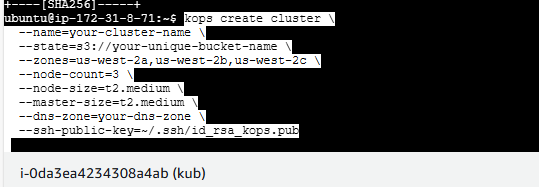 +----[SHA256]-----+
ubuntu@ip-172-31-8-71:~$ kops create cluster \
--name=your-cluster-name \
--state=s3://your-unique-bucket-name \
--zones=us-west-2a,us-west-2b,us-west-2c \
--node-count=3 \
--node-size=t2.medium \
--master-size=t2.medium \
--dns-zone=your-dns-zone \
--ssh-public-key=~/.ssh/id_rsa_kops.pub
i-0da3ea4234308a4ab (kub)